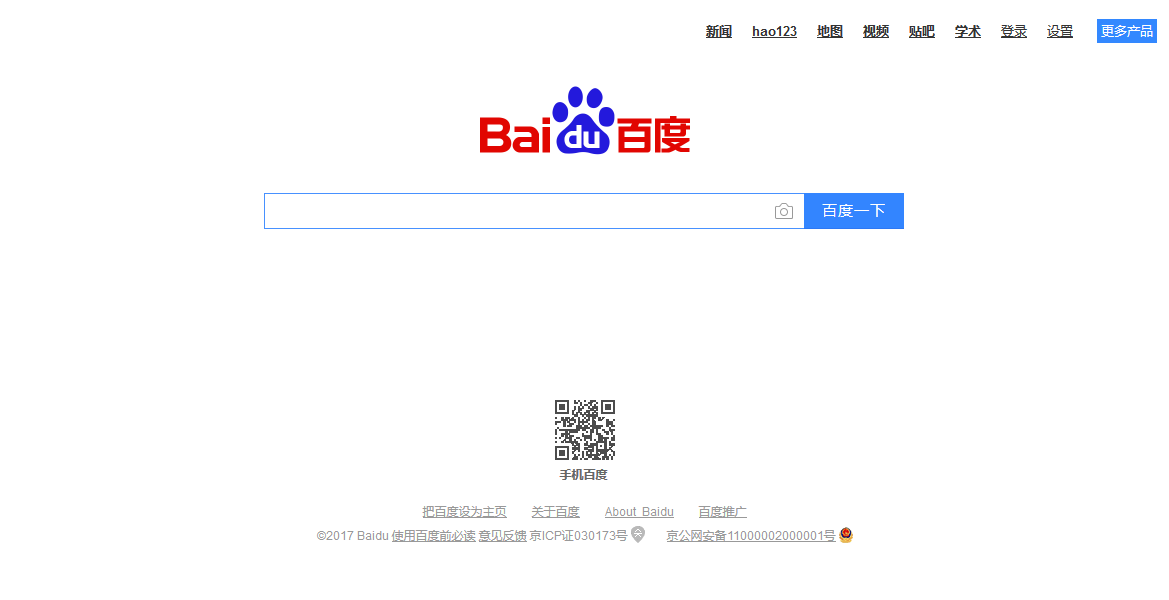 新闻 hao123 地图 视频 贴吧 学术 登录 设置 更多产品
Bai du 百度
百度一下
手机百度
把百度设为主页 关于百度 About Baidu 百度推广
©2017 Baidu 使用百度前必读 意见反馈 京ICP证030173号 京公网安备11000002000001号